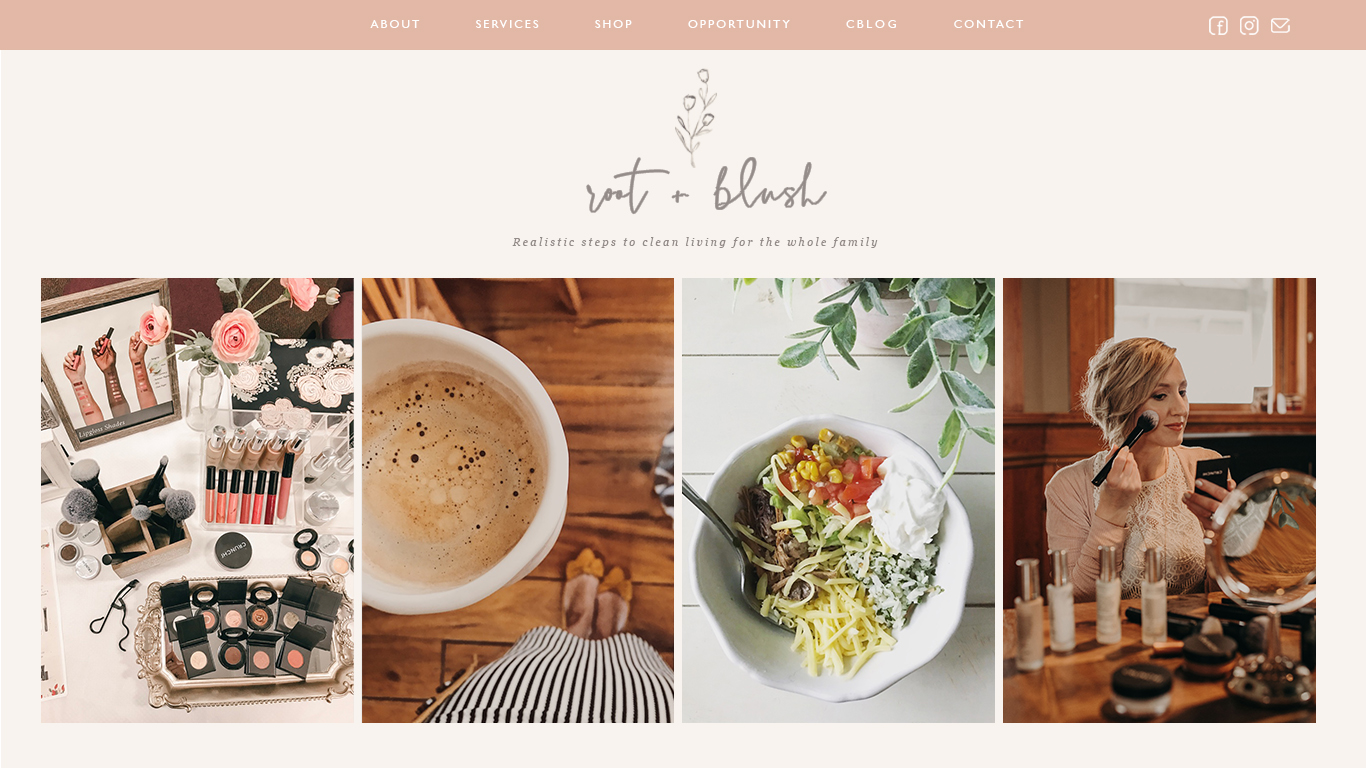 ABOUT SERVICES SHOP OPPORTUNITY CBLOG CONTACT
root + blush
Realistic steps to clean living for the whole family
Lipgloss Shades
CRUNCHI